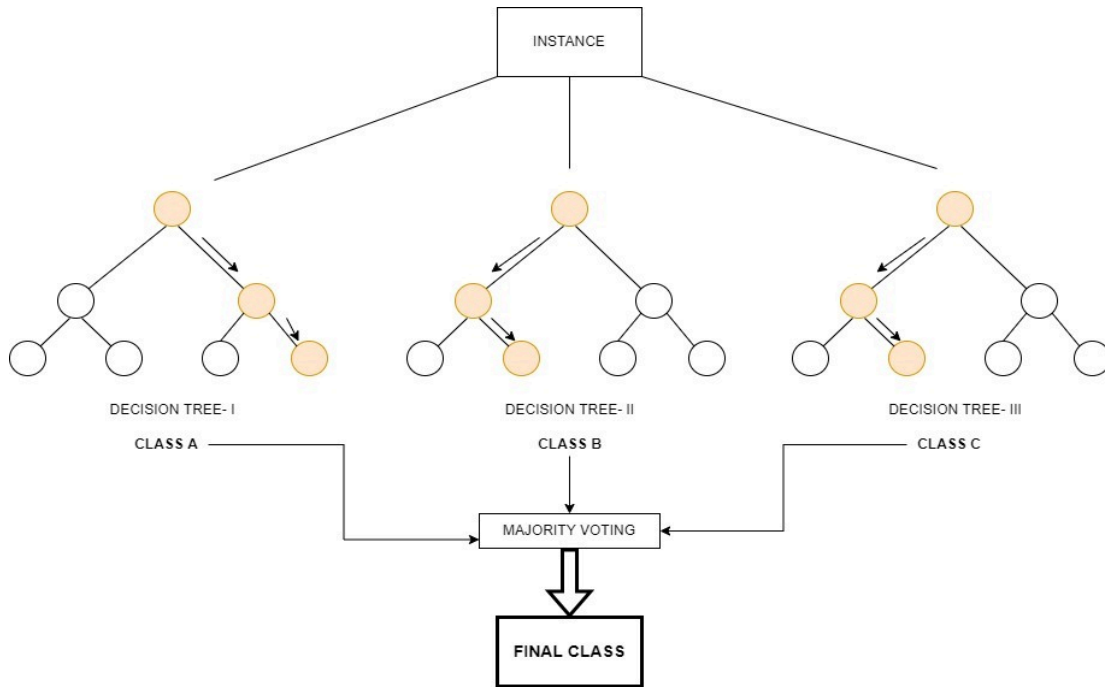 INSTANCE
DECISION TREE- I
DECISION TREE- II
DECISION TREE- III
CLASS A
CLASS B
CLASS C
MAJORITY VOTING
FINAL CLASS